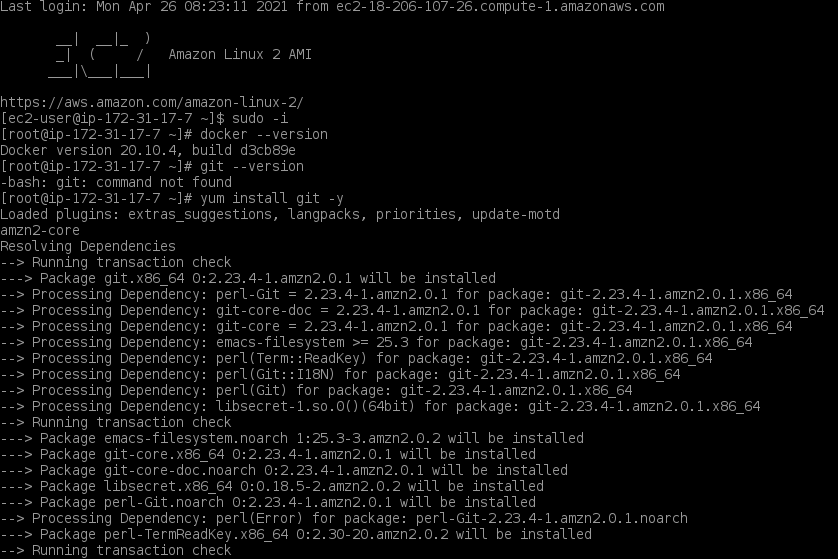 Last login: Mon Apr 26 08:23:11 2021 from ec2-18-206-107-26.compute-1.amazonaws.com
       __|  __|_  )
       _|  (     /   Amazon Linux 2 AMI
      ___|\___|___|
https://aws.amazon.com/amazon-linux-2/
[ec2-user@ip-172-31-17-7 ~]$ sudo -i
[root@ip-172-31-17-7 ~]# docker --version
Docker version 20.10.4, build d3cb89e
[root@ip-172-31-17-7 ~]# git --version
-bash: git: command not found
[root@ip-172-31-17-7 ~]# yum install git -y
Loaded plugins: extras_suggestions, langpacks, priorities, update-motd
amzn2-core
Resolving Dependencies
--> Running transaction check
---> Package git.x86_64 0:2.23.4-1.amzn2.0.1 will be installed
--> Processing Dependency: perl-Git = 2.23.4-1.amzn2.0.1 for package: git-2.23.4-1.amzn2.0.1.x86_64
--> Processing Dependency: git-core-doc = 2.23.4-1.amzn2.0.1 for package: git-2.23.4-1.amzn2.0.1.x86_64
--> Processing Dependency: git-core = 2.23.4-1.amzn2.0.1 for package: git-2.23.4-1.amzn2.0.1.x86_64
--> Processing Dependency: emacs-filesystem >= 25.3 for package: git-2.23.4-1.amzn2.0.1.x86_64
--> Processing Dependency: perl(Term::ReadKey) for package: git-2.23.4-1.amzn2.0.1.x86_64
--> Processing Dependency: perl(Git::I18N) for package: git-2.23.4-1.amzn2.0.1.x86_64
--> Processing Dependency: perl(Git) for package: git-2.23.4-1.amzn2.0.1.x86_64
--> Processing Dependency: libsecret-1.so.0()(64bit) for package: git-2.23.4-1.amzn2.0.1.x86_64
--> Running transaction check
---> Package emacs-filesystem.noarch 1:25.3-3.amzn2.0.2 will be installed
---> Package git-core.x86_64 0:2.23.4-1.amzn2.0.1 will be installed
---> Package git-core-doc.noarch 0:2.23.4-1.amzn2.0.1 will be installed
---> Package libsecret.x86_64 0:0.18.5-2.amzn2.0.2 will be installed
---> Package perl-Git.noarch 0:2.23.4-1.amzn2.0.1 will be installed
--> Processing Dependency: perl(Error) for package: perl-Git-2.23.4-1.amzn2.0.1.noarch
---> Package perl-TermReadKey.x86_64 0:2.30-20.amzn2.0.2 will be installed
--> Running transaction check